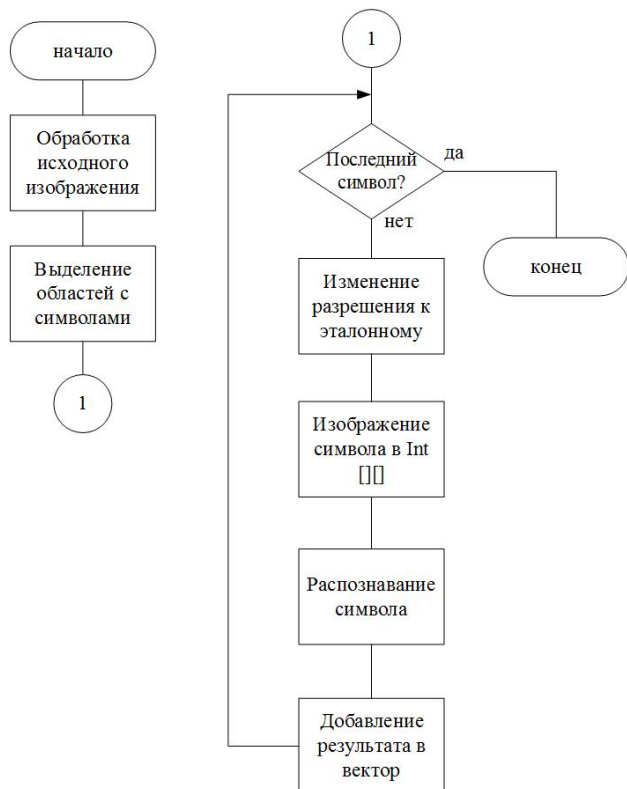 начало
Обработка
исходного
изображения
Выделение
областей с
символами
1
1
Последний
символ?
да
нет
конец
Изменение
разрешения к
эталонному
Изображение
символа в Int
[][]
Распознавание
символа
Добавление
результата в
вектор